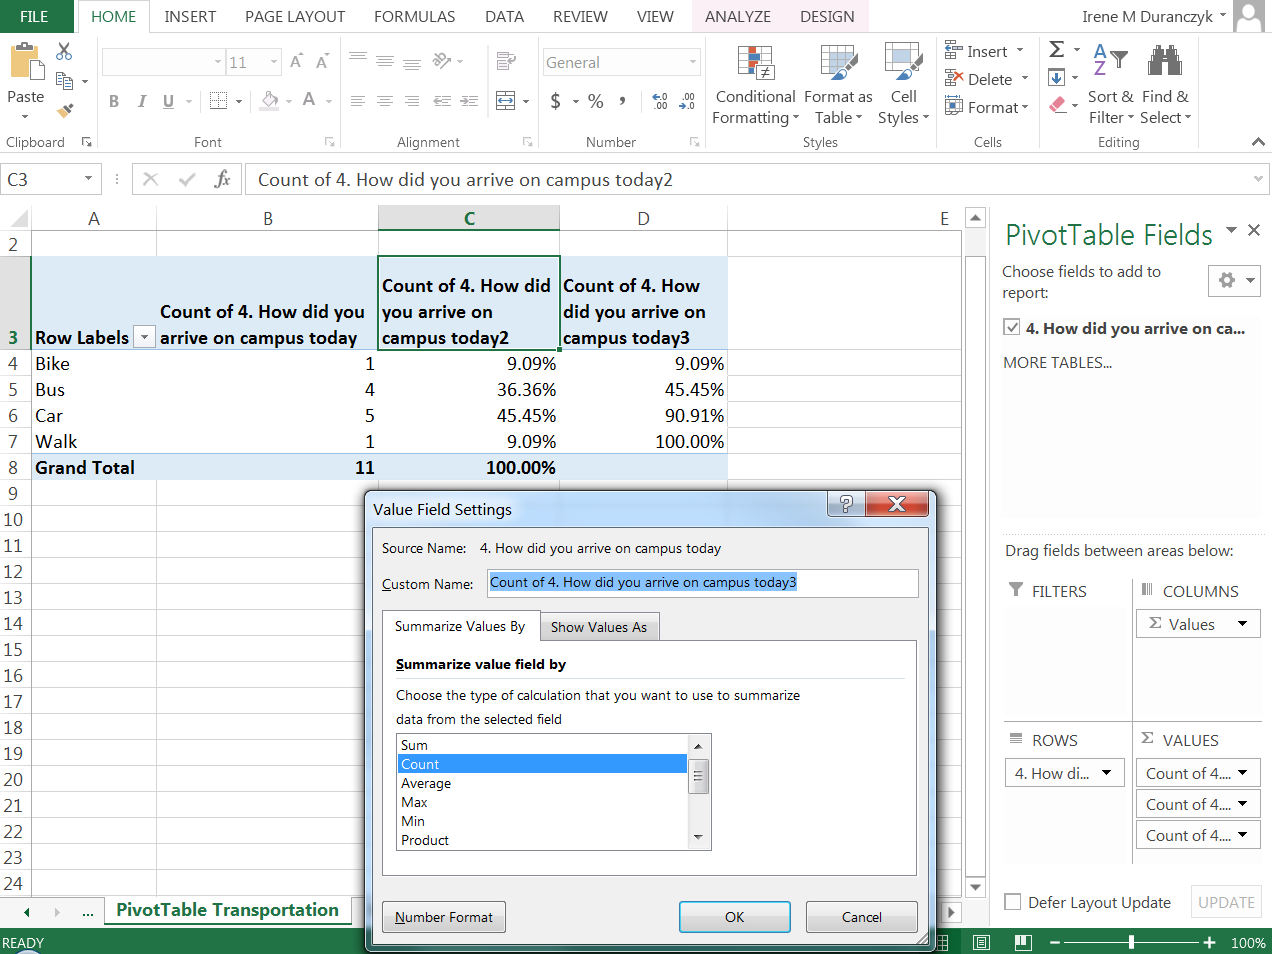 FILE HOME INSERT PAGE LAYOUT FORMULAS DATA REVIEW VIEW ANALYZE DESIGN Irene M Duranczyk
Paste
Clipboard
11
B I U A
Font
Alignment
General
$ % ,
Number
Conditional Formatting
Format as Table
Cell Styles
Styles
Insert
Delete
Format
Cells
Sort & Filter
Find & Select
Editing
C3 fx Count of 4. How did you arrive on campus today2
A B C D E
2
3 Row Labels Count of 4. How did you arrive on campus today Count of 4. How did you arrive on campus today2 Count of 4. How did you arrive on campus today3
4 Bike 1 9.09% 9.09%
5 Bus 4 36.36% 45.45%
6 Car 5 45.45% 90.91%
7 Walk 1 9.09% 100.00%
8 Grand Total 11 100.00%
9
10
11
12
13
14
15
16
17
18
19
20
21
22
23
24
Value Field Settings
Source Name: 4. How did you arrive on campus today
Custom Name: Count of 4. How did you arrive on campus today3
Summarize Values By Show Values As
Summarize value field by
Choose the type of calculation that you want to use to summarize
data from the selected field
Sum
Count
Average
Max
Min
Product
Number Format OK Cancel
PivotTable Fields
Choose fields to add to
report:
4. How did you arrive on ca...
MORE TABLES...
Drag fields between areas below:
FILTERS COLUMNS
Σ Values
ROWS Σ VALUES
4. How di... Count of 4....
Count of 4....
Count of 4....
Defer Layout Update UPDATE
... PivotTable Transportation
READY 100%